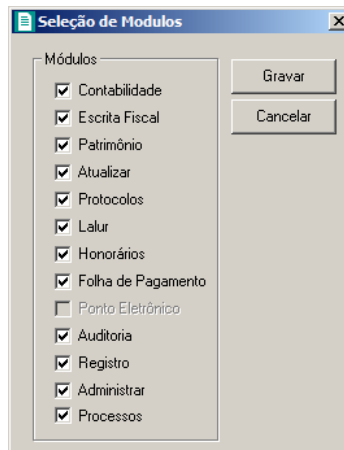 Seleção de Modulos
Módulos
Contabilidade
Escrita Fiscal
Patrimônio
Atualizar
Protocolos
Lalur
Honorários
Folha de Pagamento
Ponto Eletrônico
Auditoria
Registro
Administrar
Processos
Gravar
Cancelar